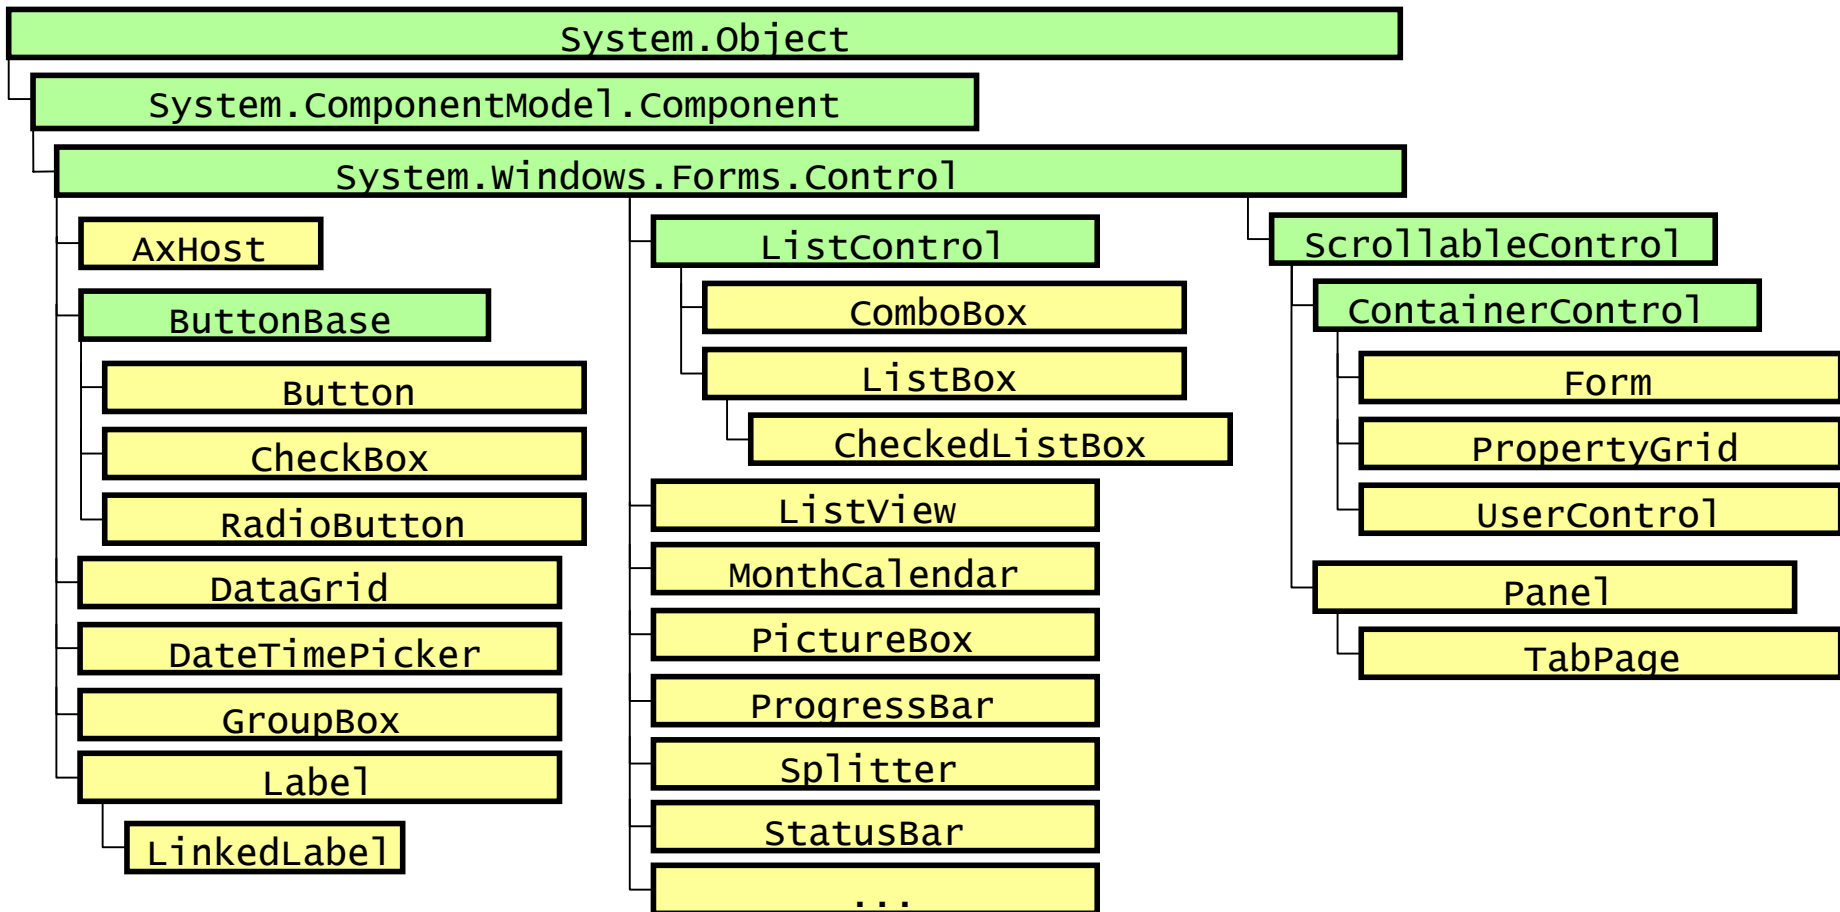 System.Object
System.ComponentModel.Component
System.Windows.Forms.Control
AxHost
ButtonBase
Button
CheckBox
RadioButton
DataGrid
DateTimePicker
GroupBox
Label
LinkedLabel
ListControl
ComboBox
ListBox
CheckedListBox
ListView
MonthCalendar
PictureBox
ProgressBar
Splitter
StatusBar
...
ScrollableControl
ContainerControl
Form
PropertyGrid
UserControl
Panel
TabPage